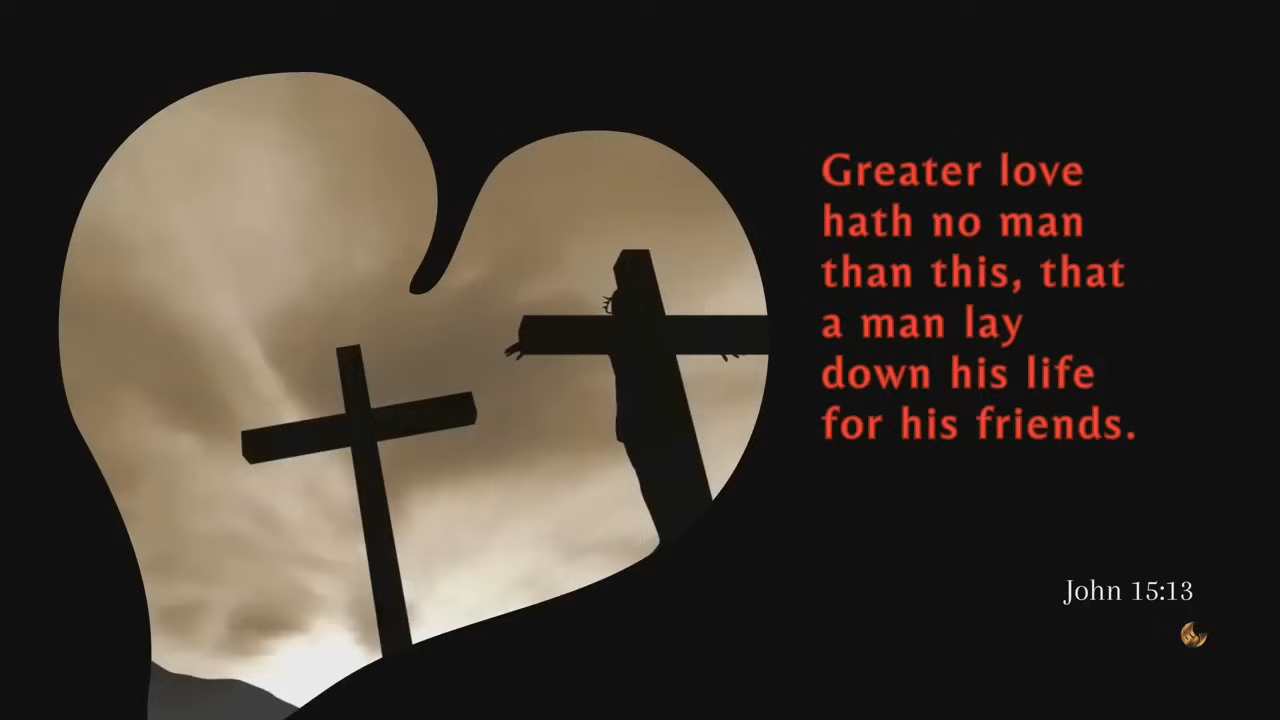 Greater love
hath no man
than this, that
a man lay
down his life
for his friends.
John 15:13